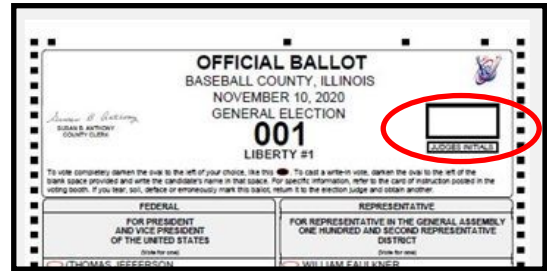 OFFICIAL BALLOT
BASEBALL COUNTY, ILLINOIS
NOVEMBER 10, 2020
GENERAL ELECTION
001
LIBERTY #1
Susan B Anthony
SUSAN B ANTHONY
COUNTY CLERK
JUDGES INITIALS
To vote completely darken the oval to the left of your choice, like this . To cast a write-in vote, darken the oval to the left of the
blank space provided and write the candidate's name in that space. For specific information, refer to the card of instruction posted in the
voting booth. If you tear, soil, deface or erroneously mark this ballot, return it to the election judge and obtain another.
FEDERAL
FOR PRESIDENT
AND VICE PRESIDENT
OF THE UNITED STATES
(Vote for one)
THOMAS JEFFERSON
REPRESENTATIVE
FOR REPRESENTATIVE IN THE GENERAL ASSEMBLY
ONE HUNDRED AND SECOND REPRESENTATIVE
DISTRICT
(Vote for one)
WILLIAM FAULKNER